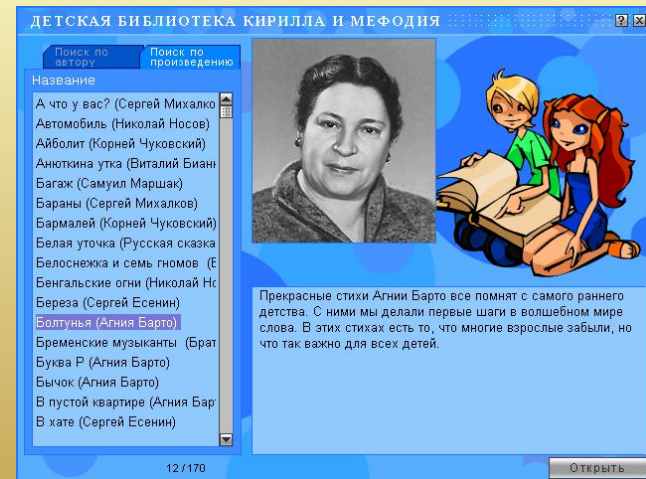 ДЕТСКАЯ БИБЛИОТЕКА КИРИЛЛА И МЕФОДИЯ
Поиск по автору
Поиск по произведению
Название
А что у вас? (Сергей Михалко
Автомобиль (Николай Носов)
Айболит (Корней Чуковский)
Анюткина утка (Виталий Бианк
Багаж (Самуил Маршак)
Бараны (Сергей Михалков)
Бармалей (Корней Чуковский)
Белая уточка (Русская сказка
Белоснежка и семь гномов (Б
Бенгальские огни (Николай Нс
Береза (Сергей Есенин)
Болтунья (Агния Барто)
Бременские музыканты (Брат
Буква Р (Агния Барто)
Бычок (Агния Барто)
В пустой квартире (Агния Бар
В хате (Сергей Есенин)
12/170
Прекрасные стихи Агнии Барто все помнят с самого раннего
детства. С ними мы делали первые шаги в волшебном мире
слова. В этих стихах есть то, что многие взрослые забыли, но
что так важно для всех детей.
Открыть